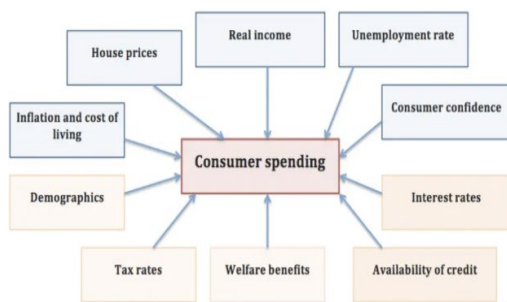 Real income
Unemployment rate
House prices
Consumer confidence
Inflation and cost of
living
Consumer spending
Demographics
Interest rates
Tax rates
Welfare benefits
Availability of credit